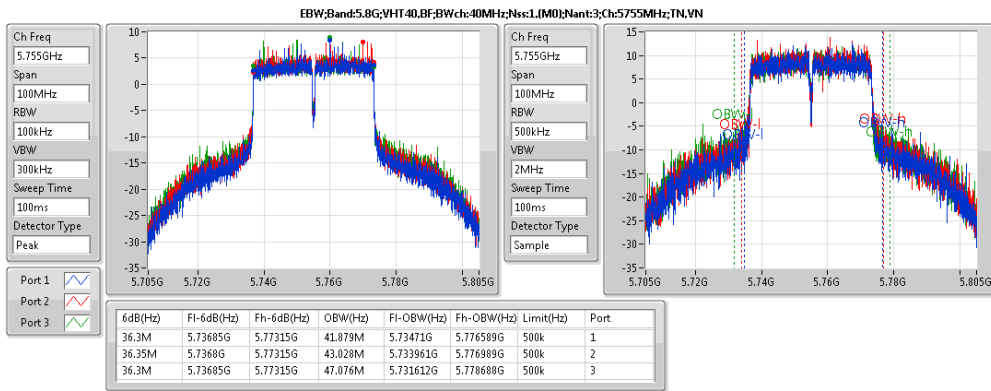 EBW;Band:5.8G;VHT40,BF;BWch:40MHz;Nss:1,(M0);Nant:3;Ch:5755MHz;TN,VN
Ch Freq
5.755GHz
Span
100MHz
RBW
100kHz
VBW
300kHz
Sweep Time
100ms
Detector Type
Peak
10
5
0
-5
-10
-15
-20
-25
-30
-35
5.705G 5.72G 5.74G 5.76G 5.78G 5.805G
Ch Freq
5.755GHz
Span
100MHz
RBW
500kHz
VBW
2MHz
Sweep Time
100ms
Detector Type
Sample
15
10
5
0
-5
-10
-15
-20
-25
-30
-35
OBW-l
OBW-h
OBW-h
5.705G 5.74G 5.76G 5.78G 5.805G
Port 1
Port 2
Port 3
6dB(Hz) Fl-6dB(Hz) Fh-6dB(Hz) OBW(Hz) Fl-OBW(Hz) Fh-OBW(Hz) Limit(Hz) Port
36.3M 5.73685G 5.77315G 41.879M 5.73471G 5.776589G 500k 1
36.35M 5.7368G 5.77315G 43.028M 5.733961G 5.776989G 500k 2
36.3M 5.73685G 5.77315G 47.076M 5.731612G 5.778688G 500k 3